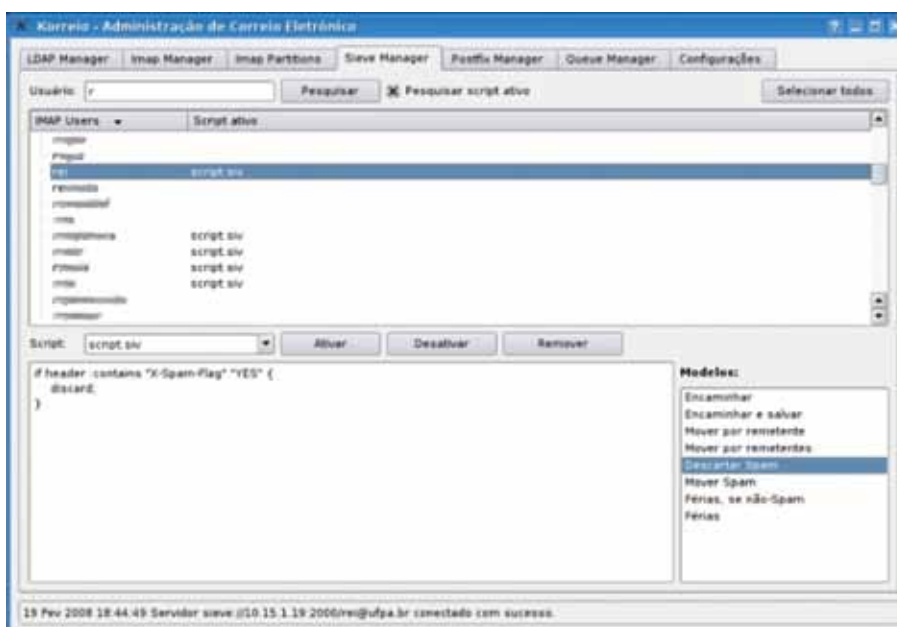 Korreio - Administração de Correio Eletrônico
LDAP Manager Imap Manager Imap Partitions Sieve Manager Postfix Manager Queue Manager Configurações
Usuário: r Pesquisar Pesquisar script ativo Selecionar todos
IMAP Users Script ativo
rei script.siv
script.siv
script.siv
script.siv
script.siv
Script: script.siv Ativar Desativar Remover
if header :contains "X-Spam-Flag" "YES" {
discard;
}
Modelos:
Encaminhar
Encaminhar e salvar
Mover por remetente
Mover por remetentes
Descartar Spam
Mover Spam
Férias, se não-Spam
Férias
19 Fev 2008 18:44:49 Servidor sieve://10.15.1.19:2000/rei@ufpa.br conectado com sucesso.